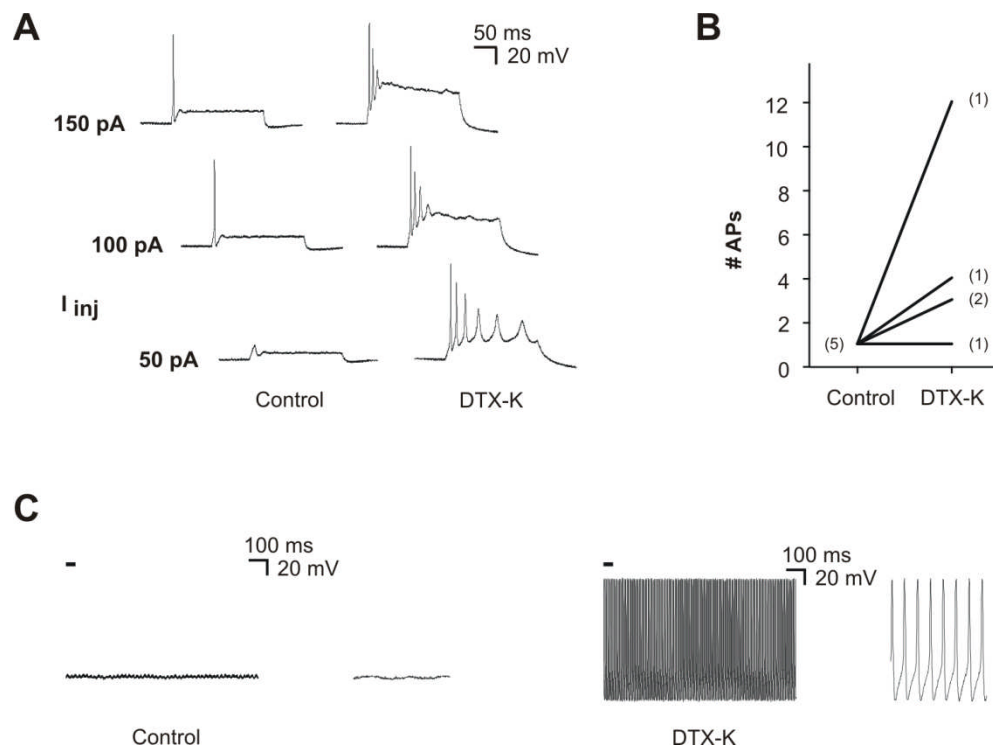 A
50 ms
20 mV
150 pA
100 pA
I inj
50 pA
Control
DTX-K
B
# APs
12
10
8
6
4
2
0
(1)
(1)
(2)
(5)
(1)
Control
DTX-K
C
100 ms
20 mV
100 ms
20 mV
Control
DTX-K